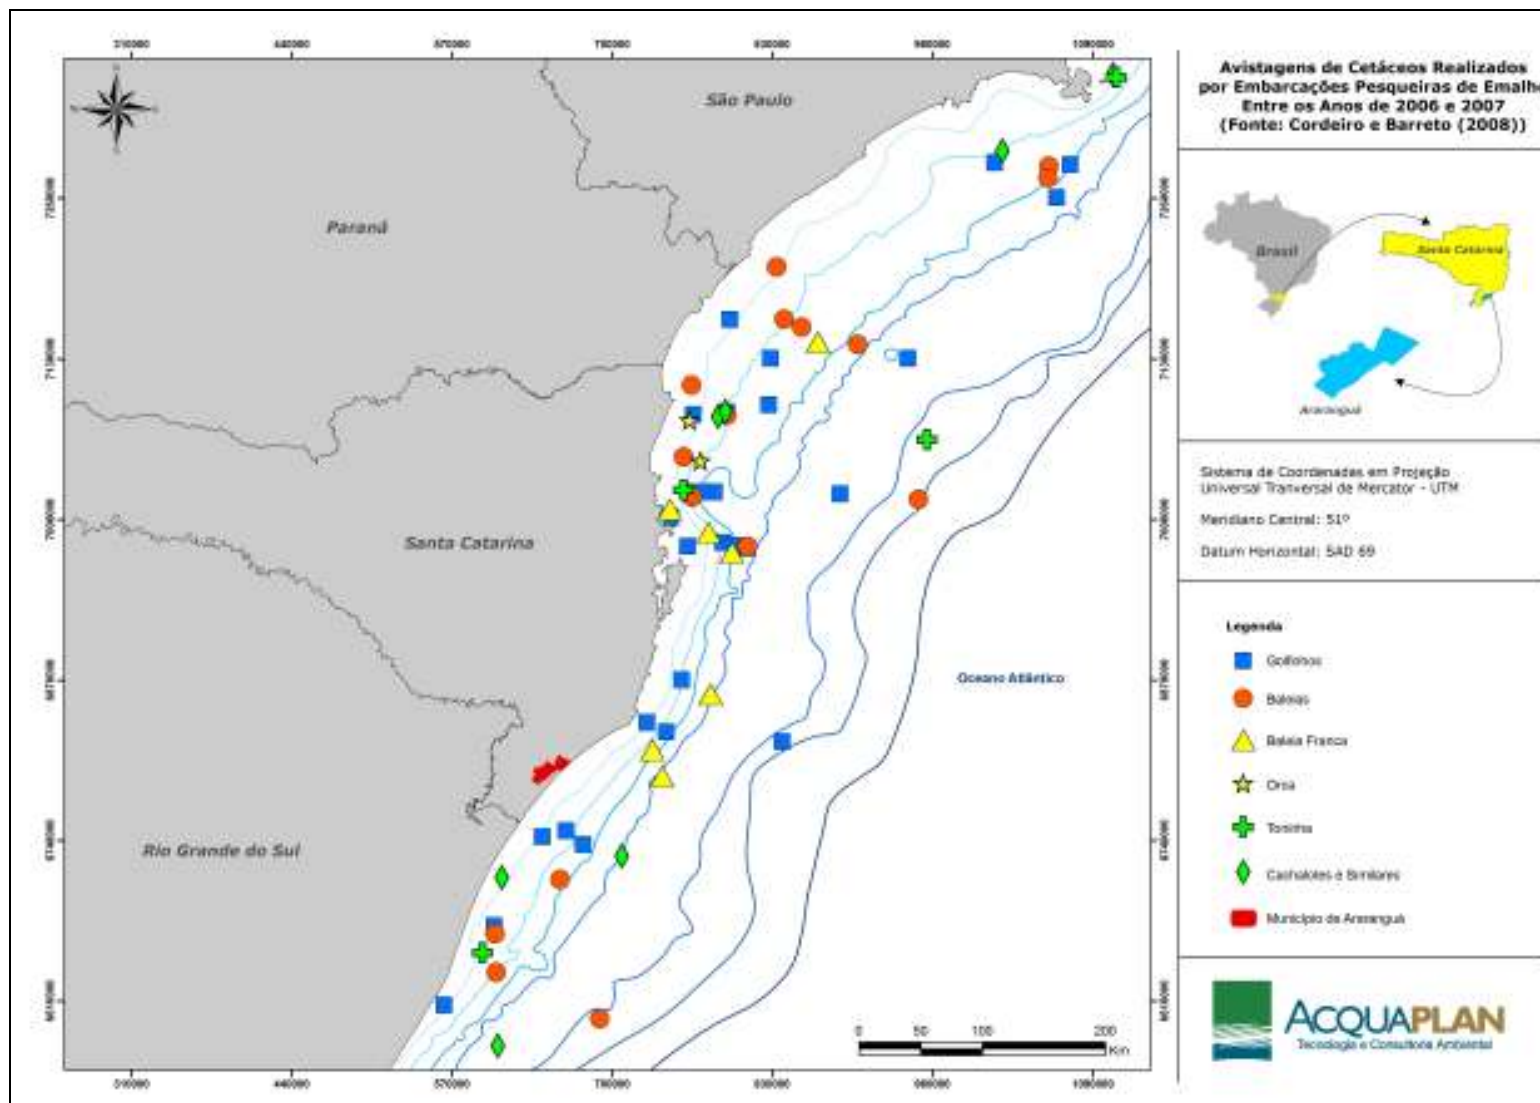 Avistagens de Cetáceos Realizados
por Embarcações Pesqueiras de Emalhe
Entre os Anos de 2006 e 2007
(Fonte: Cordeiro e Barreto (2008))
São Paulo
Paraná
Santa Catarina
Rio Grande do Sul
Oceano Atlântico
Brasil
Santa Catarina
Araranguá
Sistema de Coordenadas em Projeção
Universal Tranversal de Mercator - UTM
Meridiano Central: 51º
Datum Horizontal: SAD 69
Legenda
Golfinhos
Baleias
Baleia Franca
Orca
Toninha
Cachalotes e Similares
Município de Araranguá
0 50 100 200
Km
ACQUAPLAN
Tecnologia e Consultoria Ambiental